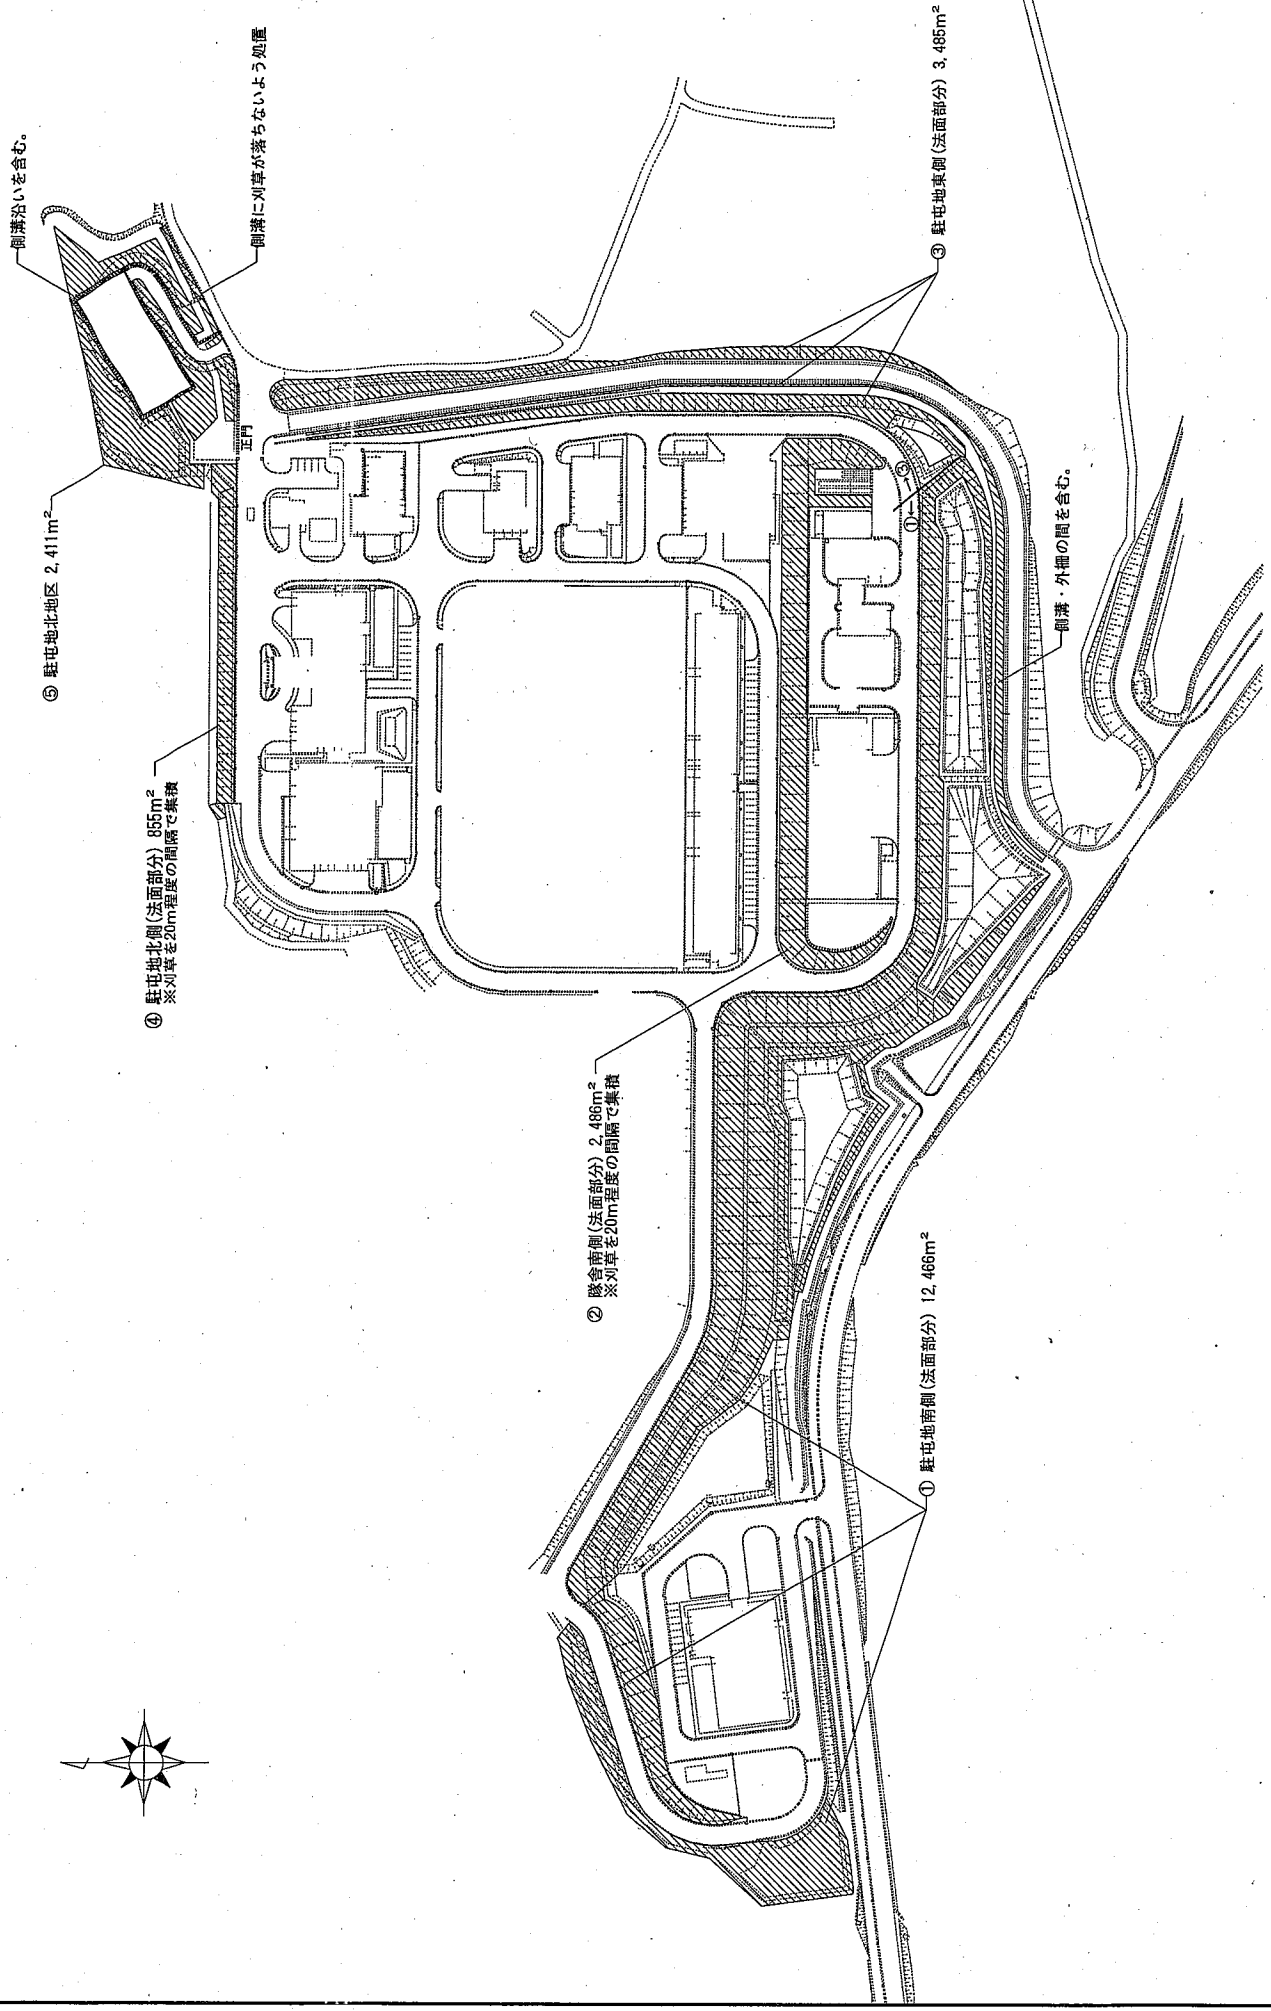 側溝沿いを含む。
側溝に刈草が落ちないよう処置
⑤ 駐屯地北地区 2,411m²
正門
③ 駐屯地東側(法面部分) 3,485m²
④ 駐屯地北側(法面部分) 855m²
※刈草を20m程度の間隔で集積
①
③
側溝・外柵の間を含む。
② 隊舎南側(法面部分) 2,486m²
※刈草を20m程度の間隔で集積
① 駐屯地南側(法面部分) 12,466m²